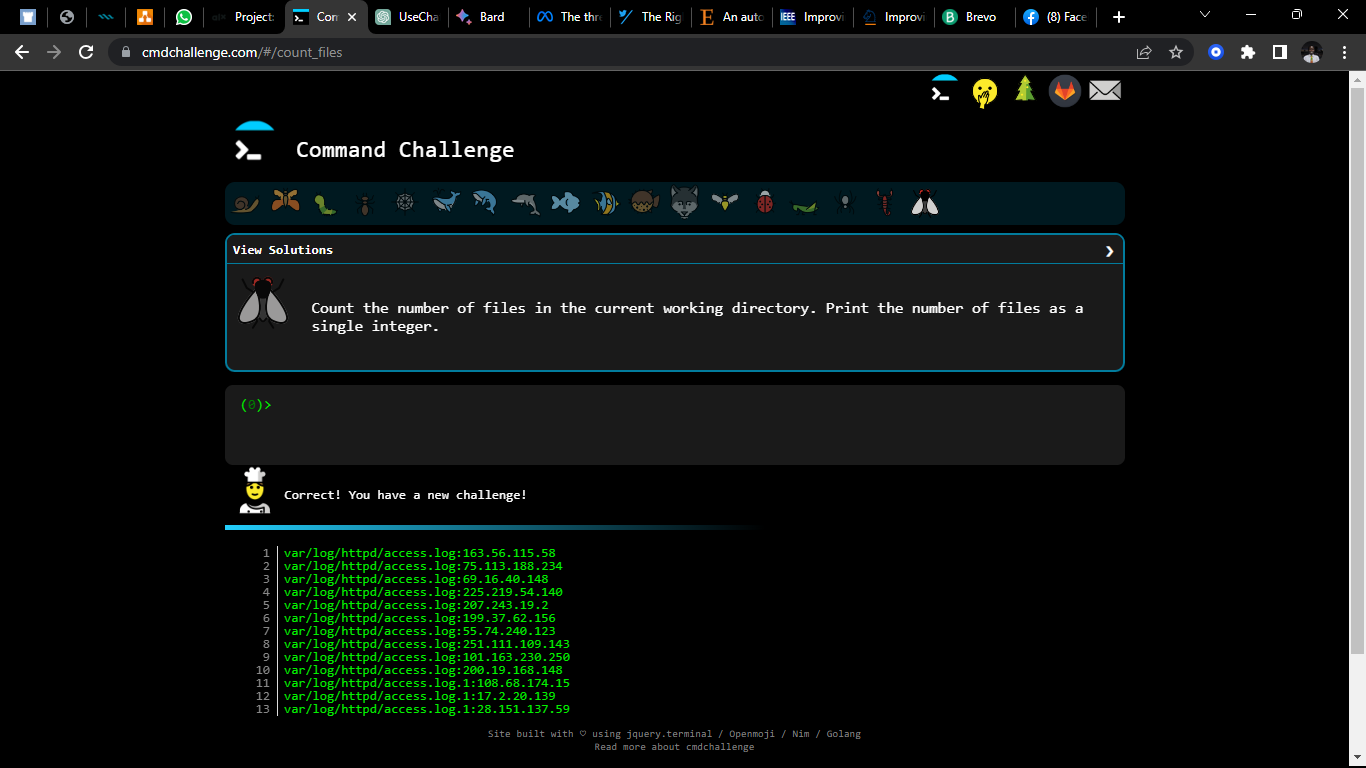 Project:
Com
UseCha
Bard
The thre
The Rig
An auto
IEEE Improvi
Improvi
Brevo
(8) Face
cmdchallenge.com/#/count_files
Command Challenge
View Solutions
Count the number of files in the current working directory. Print the number of files as a
single integer.
(0)>
Correct! You have a new challenge!
1 var/log/httpd/access.log:163.56.115.58
2 var/log/httpd/access.log:75.113.188.234
3 var/log/httpd/access.log:69.16.40.148
4 var/log/httpd/access.log:225.219.54.140
5 var/log/httpd/access.log:207.243.19.2
6 var/log/httpd/access.log:199.37.62.156
7 var/log/httpd/access.log:55.74.240.123
8 var/log/httpd/access.log:251.111.109.143
9 var/log/httpd/access.log:101.163.230.250
10 var/log/httpd/access.log:200.19.168.148
11 var/log/httpd/access.log.1:108.68.174.15
12 var/log/httpd/access.log.1:17.2.20.139
13 var/log/httpd/access.log.1:28.151.137.59
Site built with ♡ using jquery.terminal / Openmoji / Nim / Golang
Read more about cmdchallenge